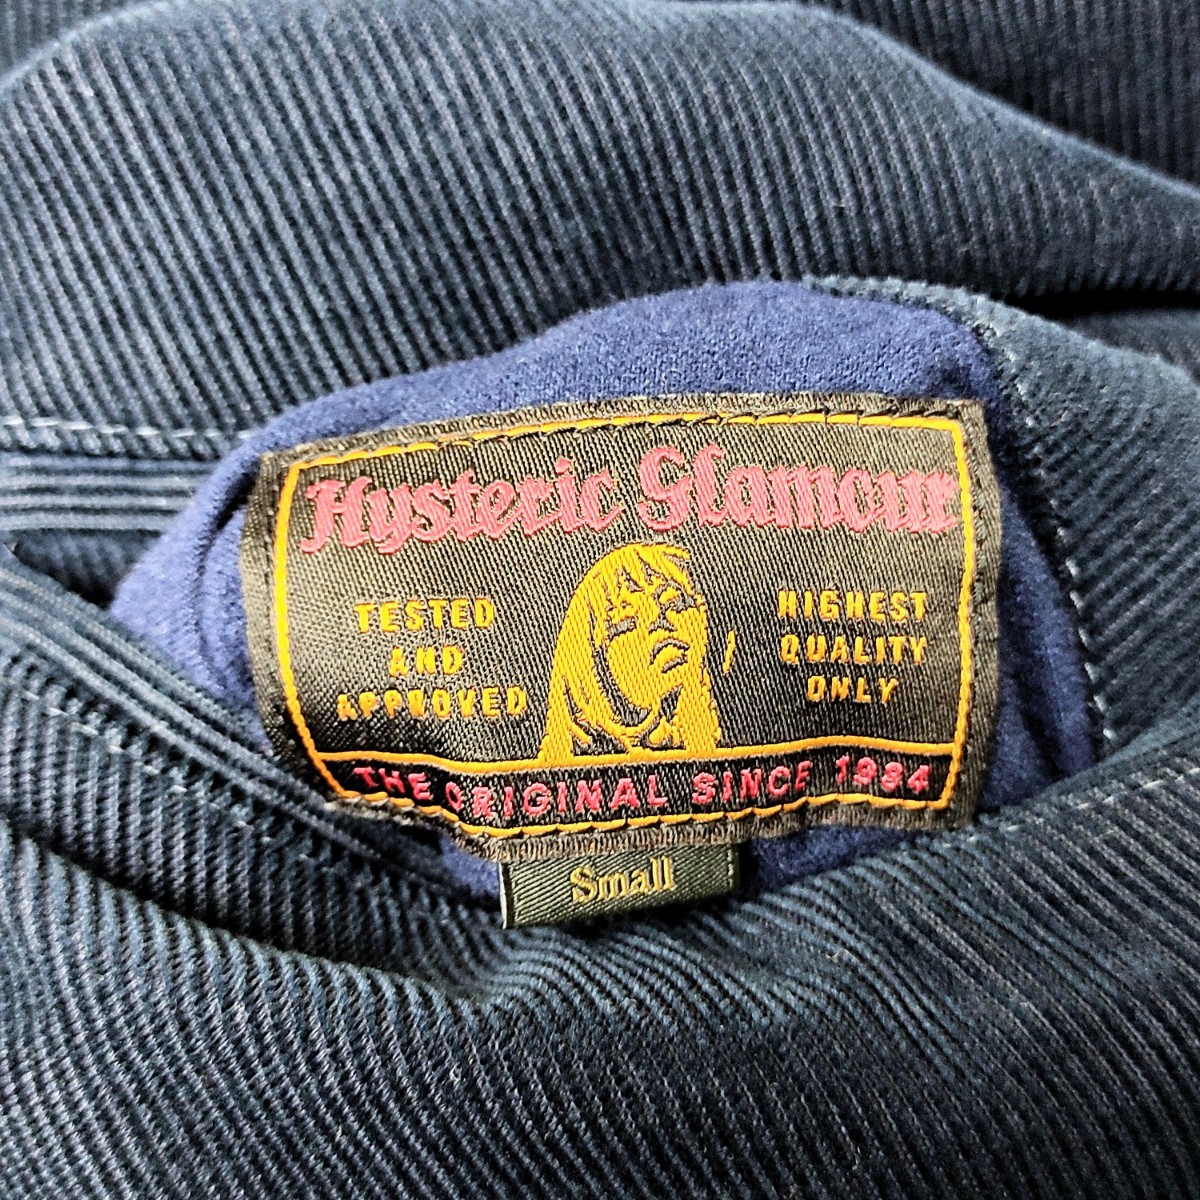 Hysteric Glamour
TESTED
AND
APPROVED
HIGHEST
QUALITY
ONLY
THE ORIGINAL SINCE 1984
Small